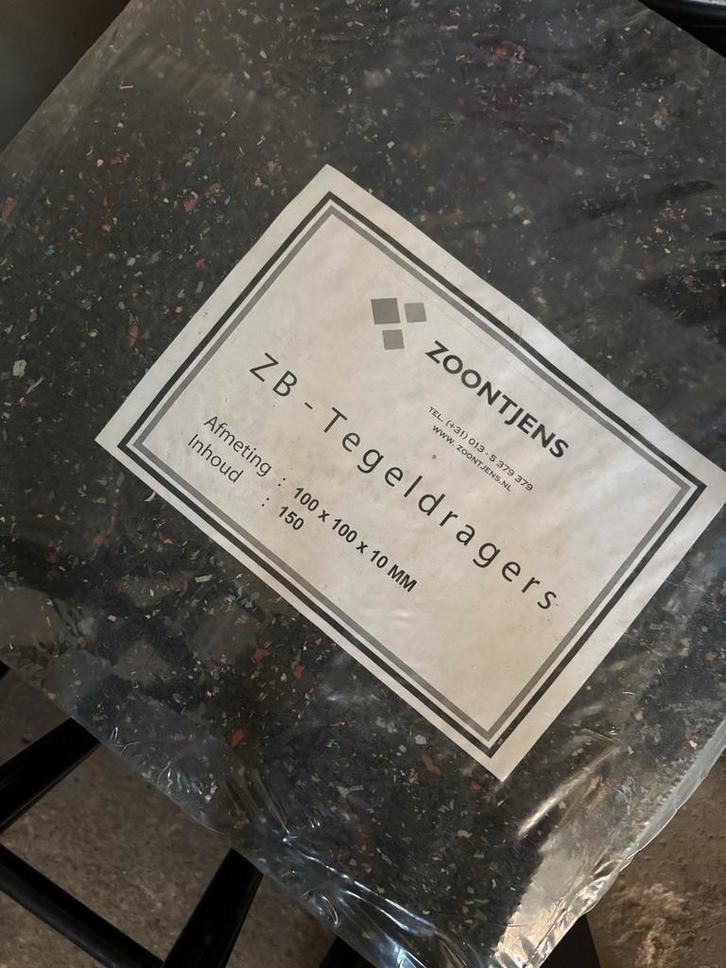 ZOONTJENS
TEL. (+31) 013 - 5 379 379
WWW. ZOONTJENS.NL
ZB - Tegeldragers
Afmeting : 100 x 100 x 10 MM
Inhoud : 150